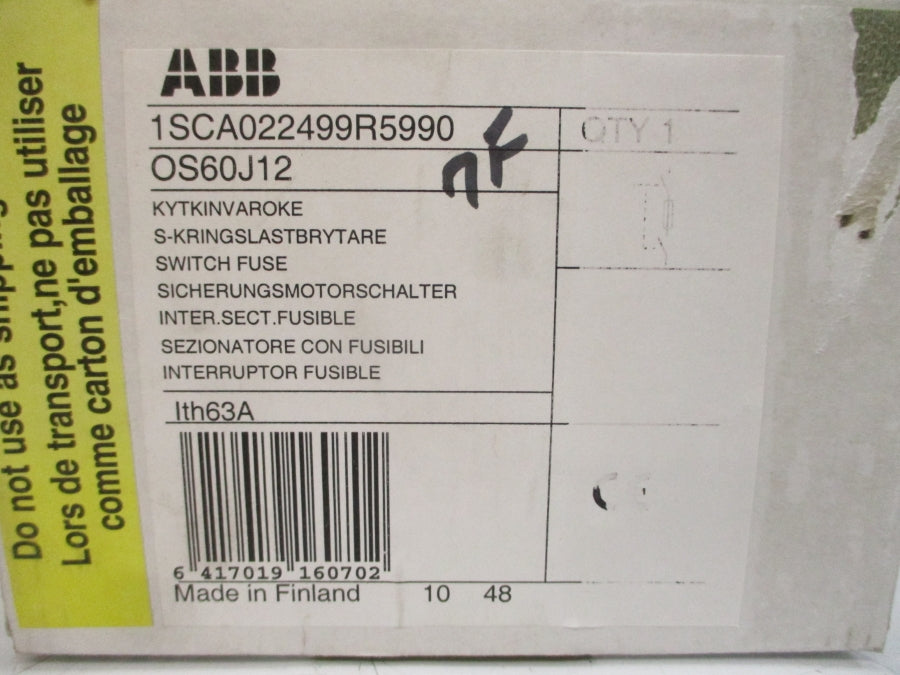 Do not use as shipping
Lors de transport,ne pas utiliser
comme carton d'emballage
ABB
1SCA022499R5990
QTY 1
OS60J12
KYTKINVAROKE
S-KRINGSLASTBRYTARE
SWITCH FUSE
SICHERUNGSMOTORSCHALTER
INTER.SECT.FUSIBLE
SEZIONATORE CON FUSIBILI
INTERRUPTOR FUSIBLE
Ith63A
CE
6 417019 160702
Made in Finland 10 48